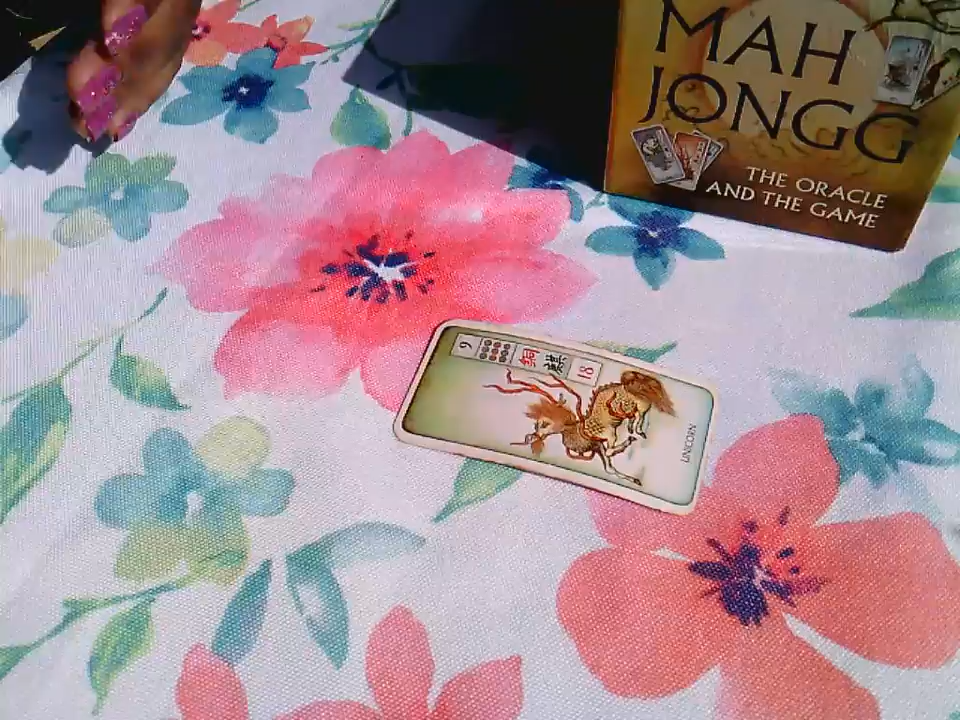 MAH
JONGG
THE ORACLE
AND THE GAME
9
18
UNICORN